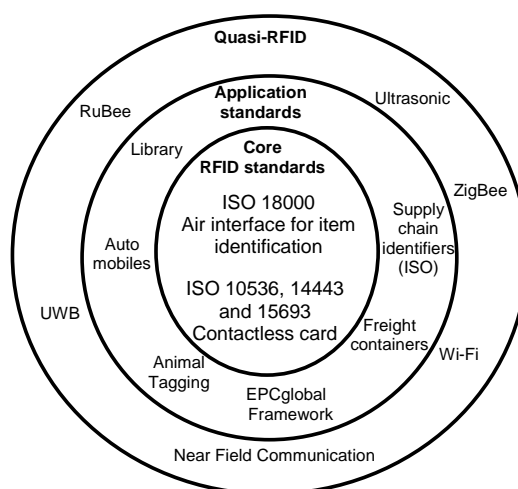 Quasi-RFID
RuBee
Ultrasonic
ZigBee
UWB
Wi-Fi
Near Field Communication
Application
standards
Library
Auto
mobiles
Supply
chain
identifiers
(ISO)
Freight
containers
Animal
Tagging
EPCglobal
Framework
Core
RFID standards
ISO 18000
Air interface for item
identification
ISO 10536, 14443
and 15693
Contactless card